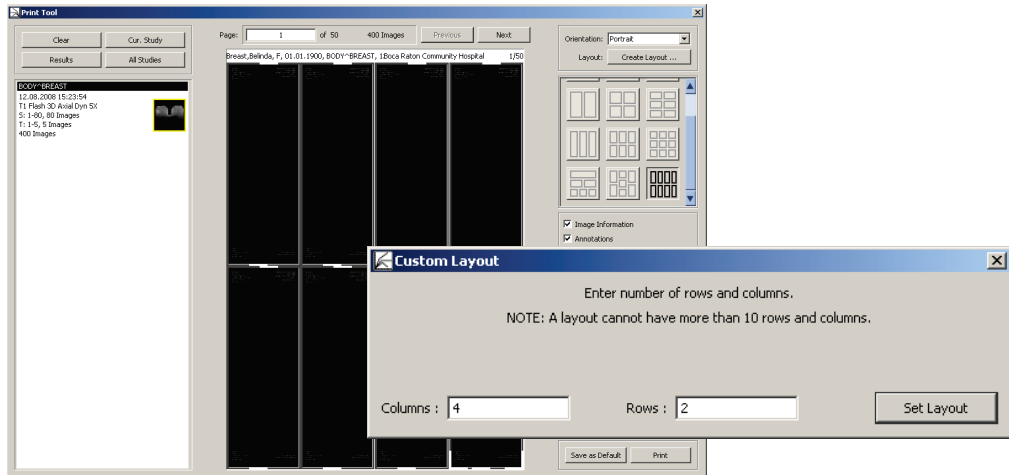 Print Tool
Clear
Cur. Study
Results
All Studies
BODY^BREAST
12.08.2008 15:23:54
T1 Flash 3D Axial Dyn 5X
S: 1-80, 80 Images
T: 1-5, 5 Images
400 Images
Page: 1 of 50 400 Images Previous Next
Breast,Belinda, F, 01.01.1900, BODY^BREAST, 1Boca Raton Community Hospital 1/50
Orientation: Portrait
Layout: Create Layout ...
Image Information
Annotations
Custom Layout
Enter number of rows and columns.
NOTE: A layout cannot have more than 10 rows and columns.
Columns : 4
Rows : 2
Set Layout
Save as Default
Print